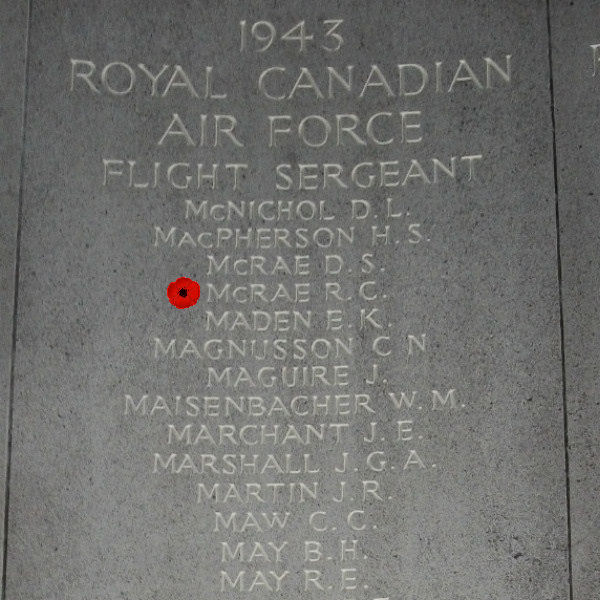 1943
ROYAL CANADIAN
AIR FORCE
FLIGHT SERGEANT
McNICHOL D. L.
MacPHERSON H. S.
McRAE D. S.
McRAE R. C.
MADEN E. K.
MAGNUSSON C N
MAGUIRE J.
MAISENBACHER W. M.
MARCHANT J. E.
MARSHALL J. G. A.
MARTIN J. R.
MAW C. C.
MAY B. H.
MAY R. E.